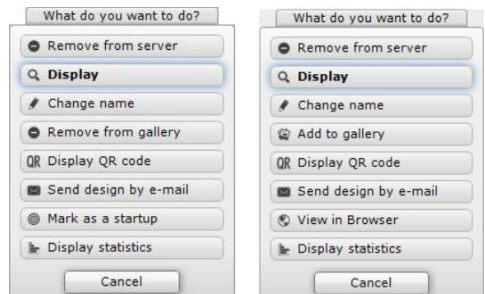 What do you want to do?
Remove from server
Display
Change name
Remove from gallery
QR Display QR code
Send design by e-mail
Mark as a startup
Display statistics
Cancel
What do you want to do?
Remove from server
Display
Change name
Add to gallery
QR Display QR code
Send design by e-mail
View in Browser
Display statistics
Cancel